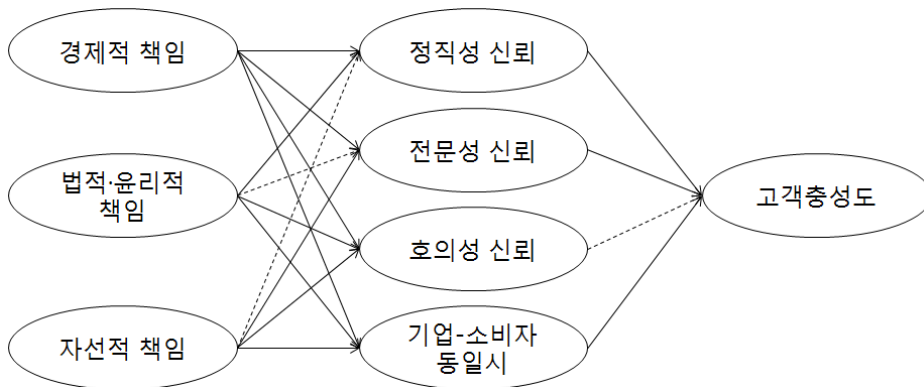 경제적 책임
법적·윤리적
책임
자선적 책임
정직성 신뢰
전문성 신뢰
호의성 신뢰
기업-소비자
동일시
고객충성도